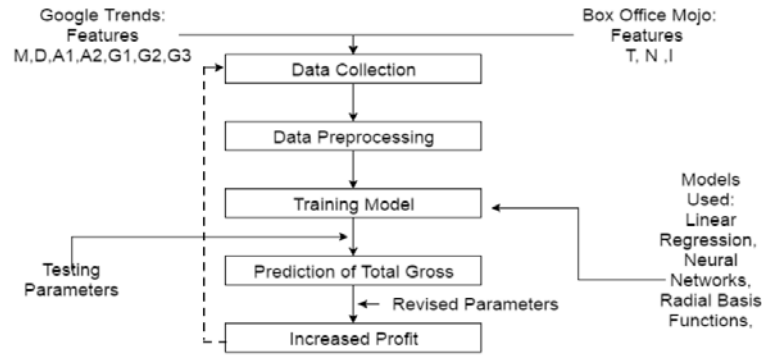 Google Trends:
Features
M,D,A1,A2,G1,G2,G3
Box Office Mojo:
Features
T, N ,I
Data Collection
Data Preprocessing
Training Model
Models
Used:
Linear
Regression,
Neural
Networks,
Radial Basis
Functions,
Testing
Parameters
Prediction of Total Gross
Revised Parameters
Increased Profit